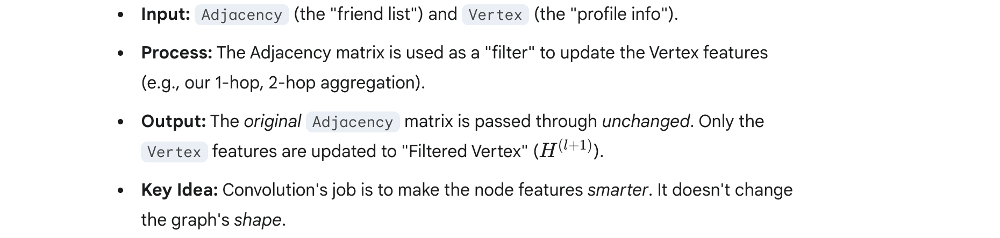 • Input: Adjacency (the "friend list") and Vertex (the "profile info").
• Process: The Adjacency matrix is used as a "filter" to update the Vertex features
(e.g., our 1-hop, 2-hop aggregation).
• Output: The original Adjacency matrix is passed through unchanged. Only the
Vertex features are updated to "Filtered Vertex" (H^{(l+1)}).
• Key Idea: Convolution's job is to make the node features smarter. It doesn't change
the graph's shape.